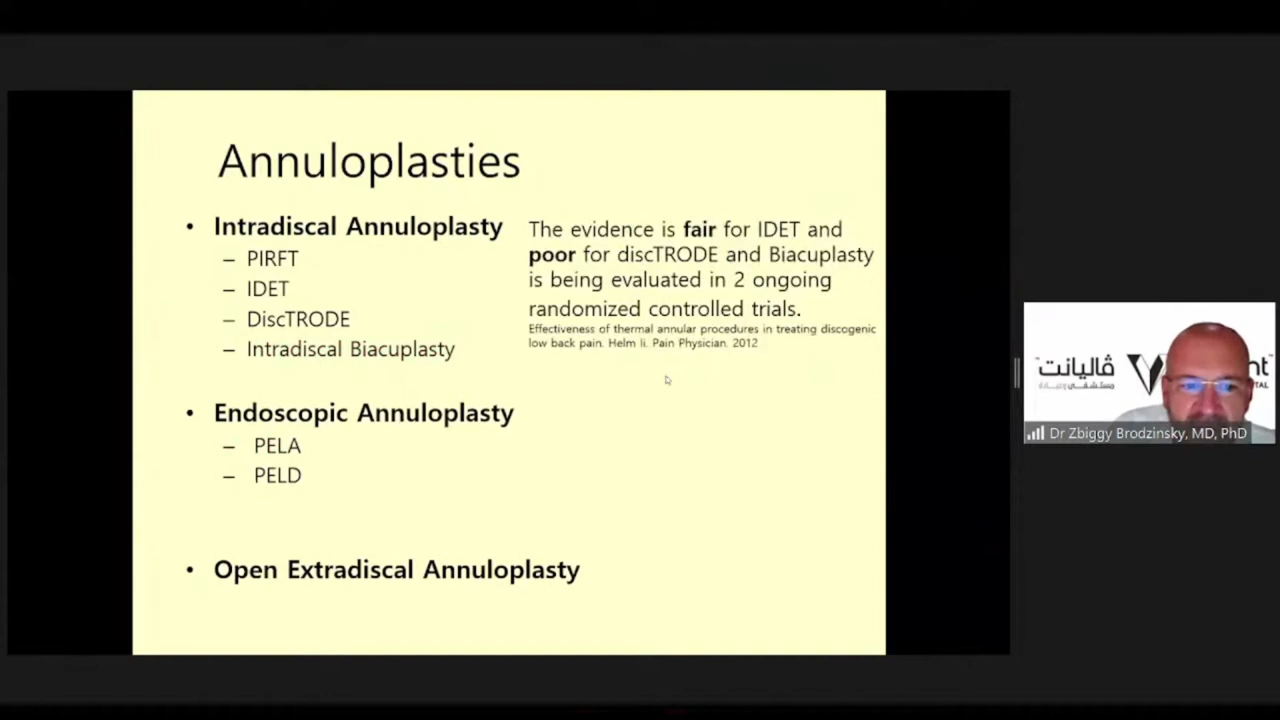 Annuloplasties
• Intradiscal Annuloplasty
– PIRFT
– IDET
– DiscTRODE
– Intradiscal Biacuplasty
The evidence is fair for IDET and
poor for discTRODE and Biacuplasty
is being evaluated in 2 ongoing
randomized controlled trials.
Effectiveness of thermal annular procedures in treating discogenic
low back pain. Helm Ii. Pain Physician. 2012
• Endoscopic Annuloplasty
– PELA
– PELD
• Open Extradiscal Annuloplasty
ڤاليانت
Dr Zbiggy Brodzinsky, MD, PhD